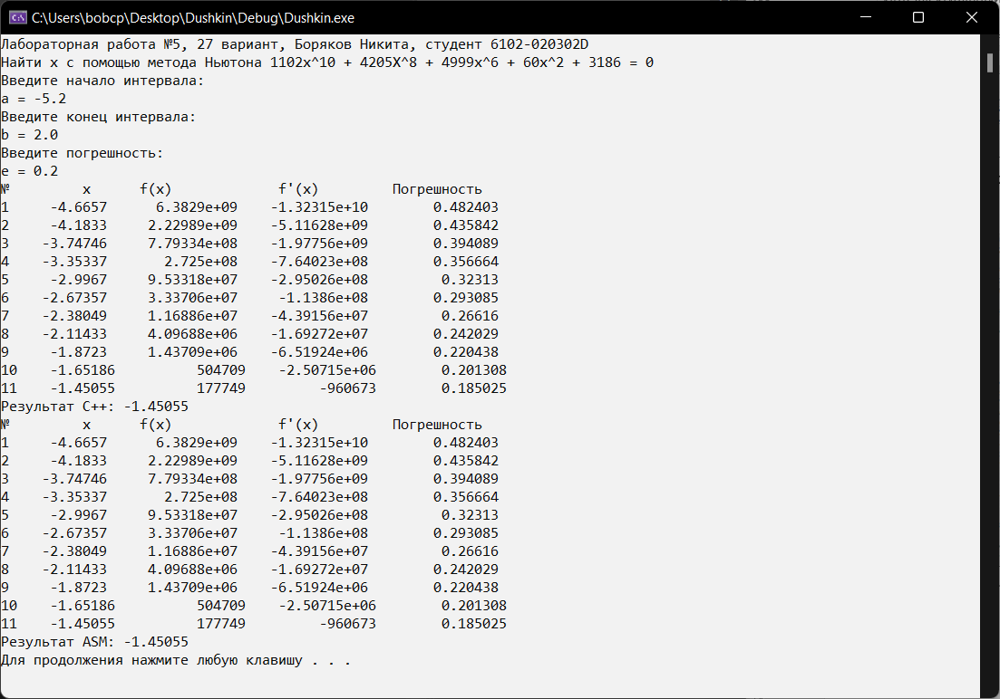 C:\Users\bobcp\Desktop\Dushkin\Debug\Dushkin.exe
Лабораторная работа №5, 27 вариант, Боряков Никита, студент 6102-020302D
Найти x с помощью метода Ньютона 1102x^10 + 4205X^8 + 4999x^6 + 60x^2 + 3186 = 0
Введите начало интервала:
a = -5.2
Введите конец интервала:
b = 2.0
Введите погрешность:
e = 0.2
№ x f(x) f'(x) Погрешность
1 -4.6657 6.3829e+09 -1.32315e+10 0.482403
2 -4.1833 2.22989e+09 -5.11628e+09 0.435842
3 -3.74746 7.79334e+08 -1.97756e+09 0.394089
4 -3.35337 2.725e+08 -7.64023e+08 0.356664
5 -2.9967 9.53318e+07 -2.95026e+08 0.32313
6 -2.67357 3.33706e+07 -1.1386e+08 0.293085
7 -2.38049 1.16886e+07 -4.39156e+07 0.26616
8 -2.11433 4.09688e+06 -1.69272e+07 0.242029
9 -1.8723 1.43709e+06 -6.51924e+06 0.220438
10 -1.65186 504709 -2.50715e+06 0.201308
11 -1.45055 177749 -960673 0.185025
Результат C++: -1.45055
№ x f(x) f'(x) Погрешность
1 -4.6657 6.3829e+09 -1.32315e+10 0.482403
2 -4.1833 2.22989e+09 -5.11628e+09 0.435842
3 -3.74746 7.79334e+08 -1.97756e+09 0.394089
4 -3.35337 2.725e+08 -7.64023e+08 0.356664
5 -2.9967 9.53318e+07 -2.95026e+08 0.32313
6 -2.67357 3.33706e+07 -1.1386e+08 0.293085
7 -2.38049 1.16886e+07 -4.39156e+07 0.26616
8 -2.11433 4.09688e+06 -1.69272e+07 0.242029
9 -1.8723 1.43709e+06 -6.51924e+06 0.220438
10 -1.65186 504709 -2.50715e+06 0.201308
11 -1.45055 177749 -960673 0.185025
Результат ASM: -1.45055
Для продолжения нажмите любую клавишу . . .